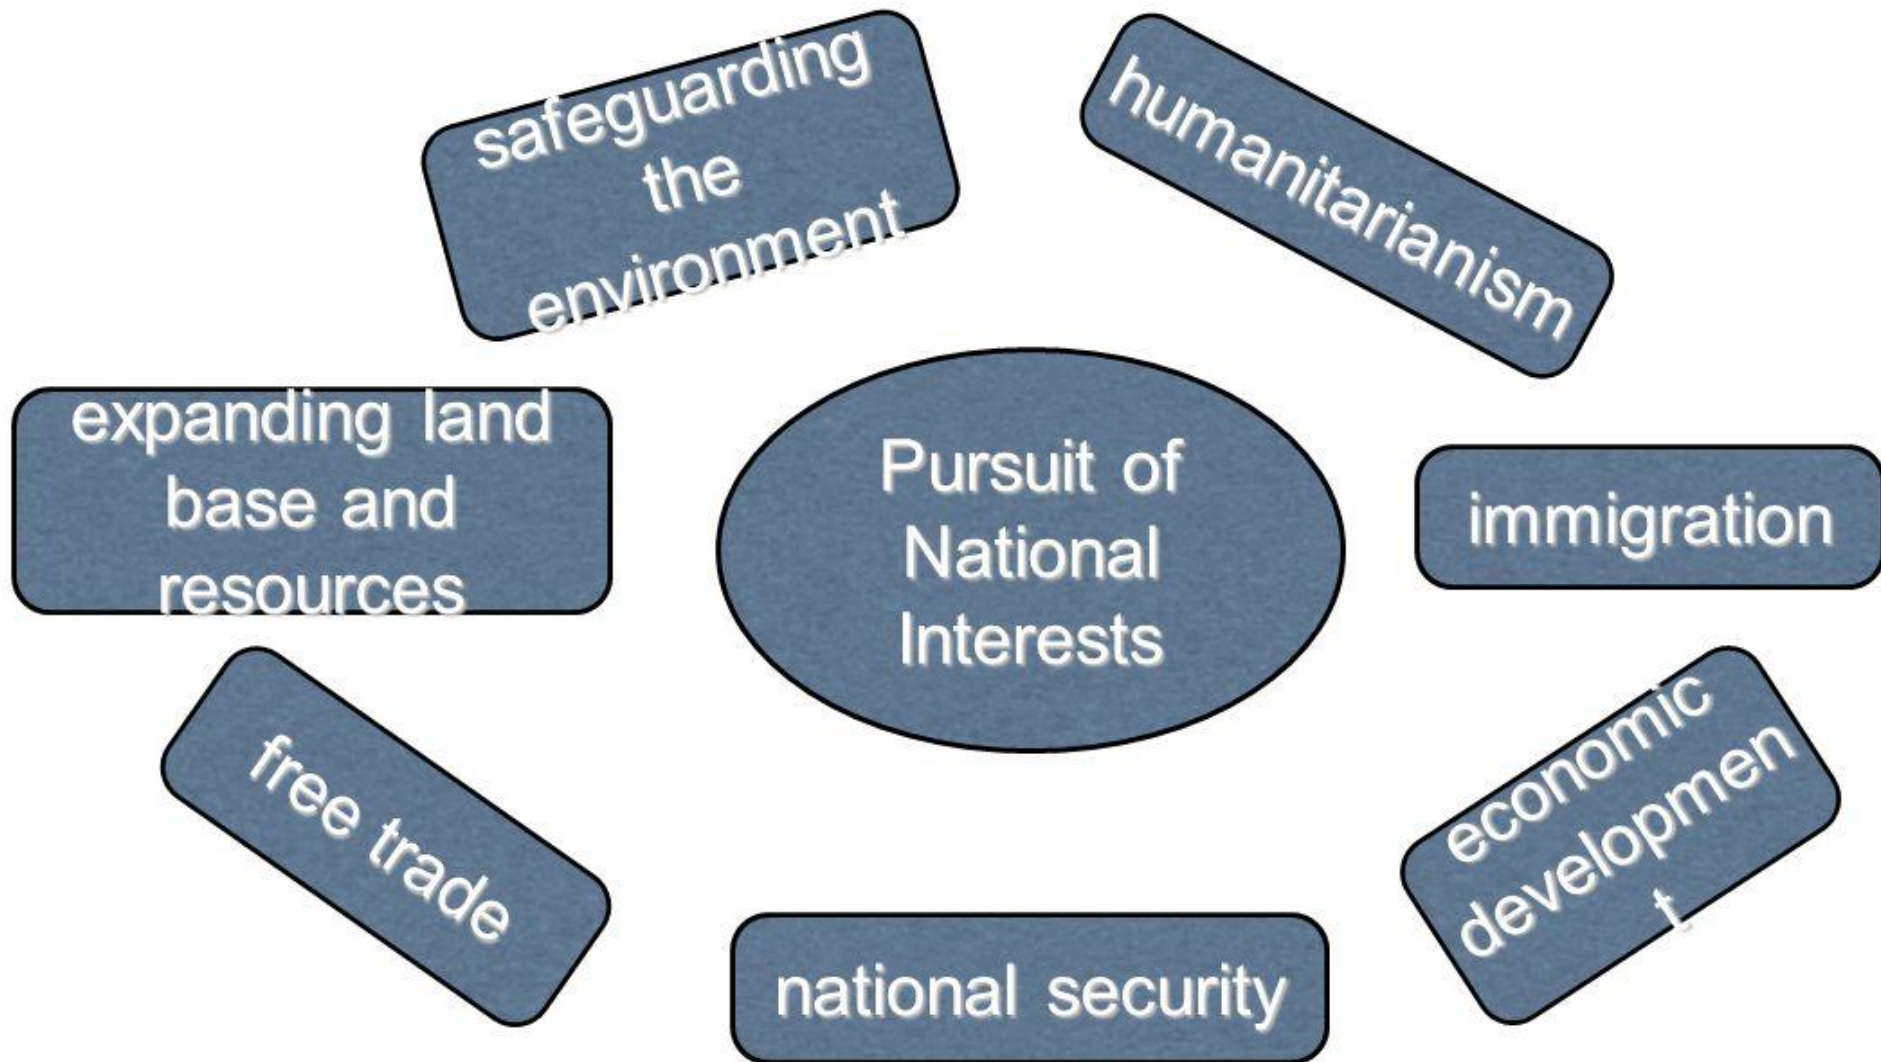 safeguarding
the
environment
humanitarianism
expanding land
base and
resources
Pursuit of
National
Interests
immigration
free trade
economic
developmen
t
national security